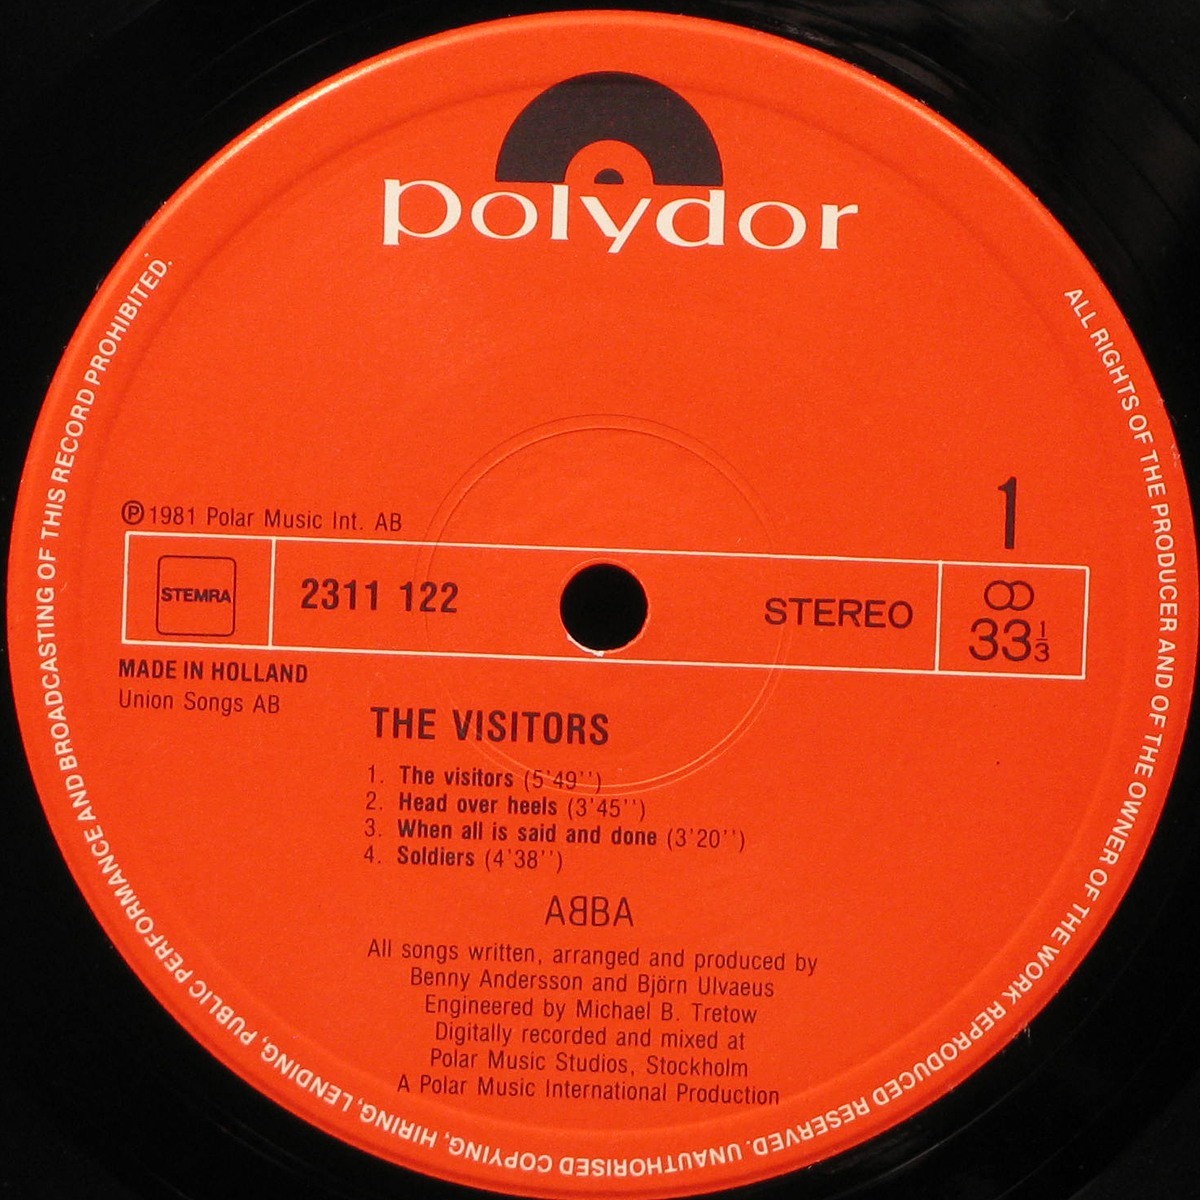 polydor
ALL RIGHTS OF THE PRODUCER AND OF THE OWNER OF THE WORK REPRODUCED RESERVED. UNAUTHORISED COPYING, HIRING, LENDING, PUBLIC PERFORMANCE AND BROADCASTING OF THIS RECORD PROHIBITED.
1
℗ 1981 Polar Music Int. AB
STEMRA
2311 122
STEREO
33 1/3
MADE IN HOLLAND
Union Songs AB
THE VISITORS
1. The visitors (5'49'')
2. Head over heels (3'45'')
3. When all is said and done (3'20'')
4. Soldiers (4'38'')
ABBA
All songs written, arranged and produced by
Benny Andersson and Björn Ulvaeus
Engineered by Michael B. Tretow
Digitally recorded and mixed at
Polar Music Studios, Stockholm
A Polar Music International Production